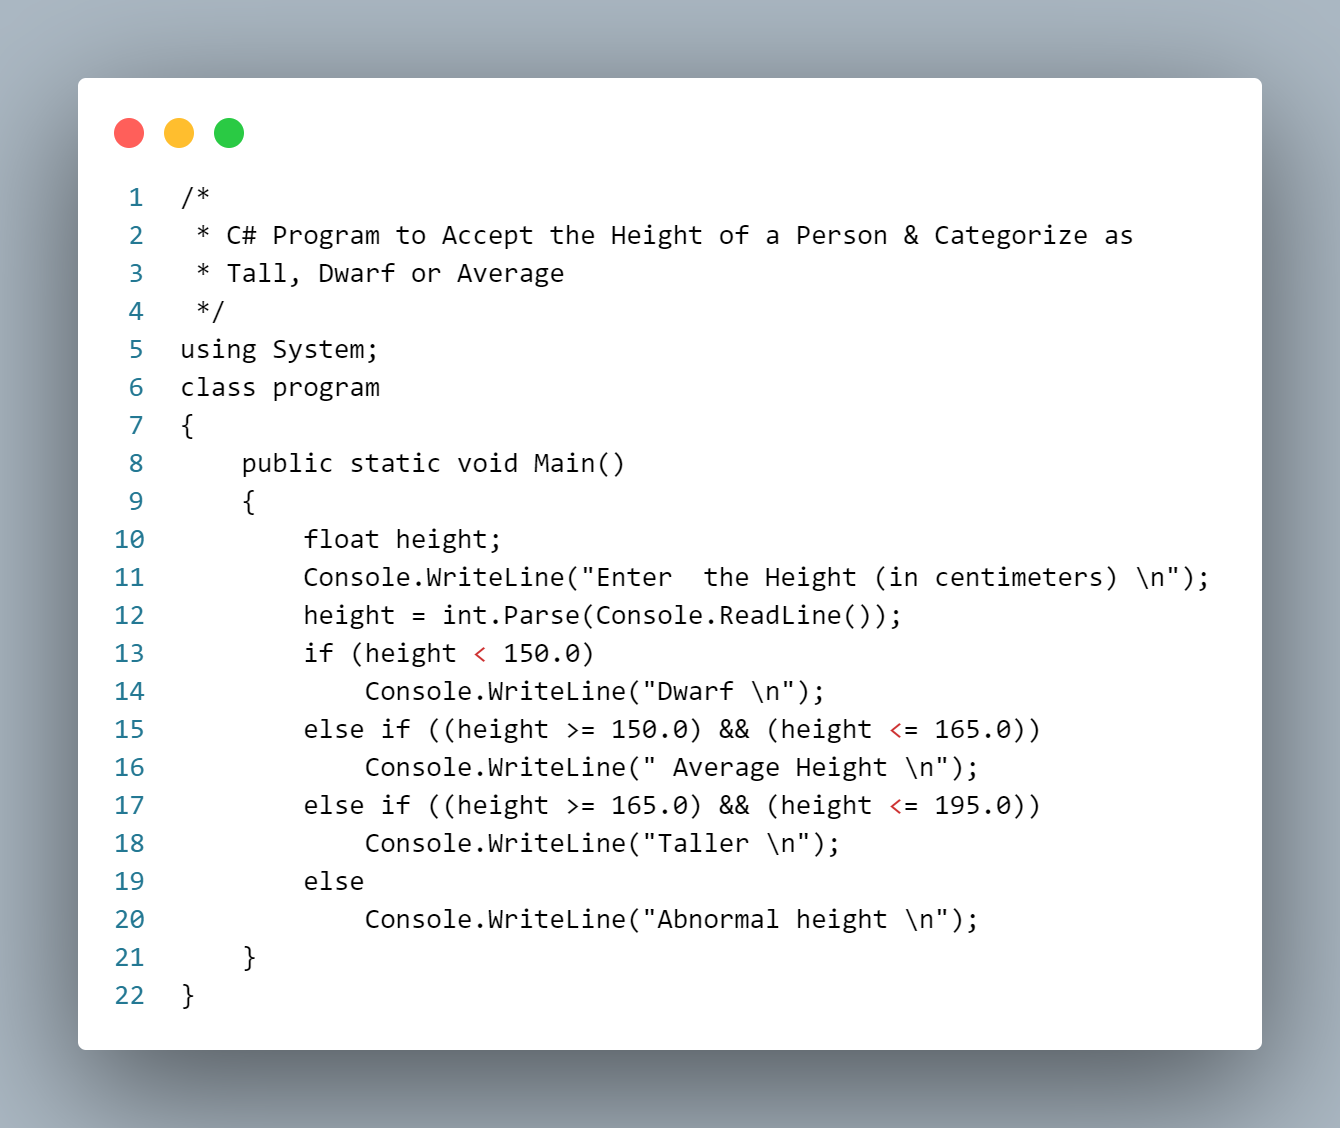 1 /*
2  * C# Program to Accept the Height of a Person & Categorize as
3  * Tall, Dwarf or Average
4  */
5 using System;
6 class program
7 {
8     public static void Main()
9     {
10         float height;
11         Console.WriteLine("Enter  the Height (in centimeters) \n");
12         height = int.Parse(Console.ReadLine());
13         if (height < 150.0)
14             Console.WriteLine("Dwarf \n");
15         else if ((height >= 150.0) && (height <= 165.0))
16             Console.WriteLine(" Average Height \n");
17         else if ((height >= 165.0) && (height <= 195.0))
18             Console.WriteLine("Taller \n");
19         else
20             Console.WriteLine("Abnormal height \n");
21     }
22 }